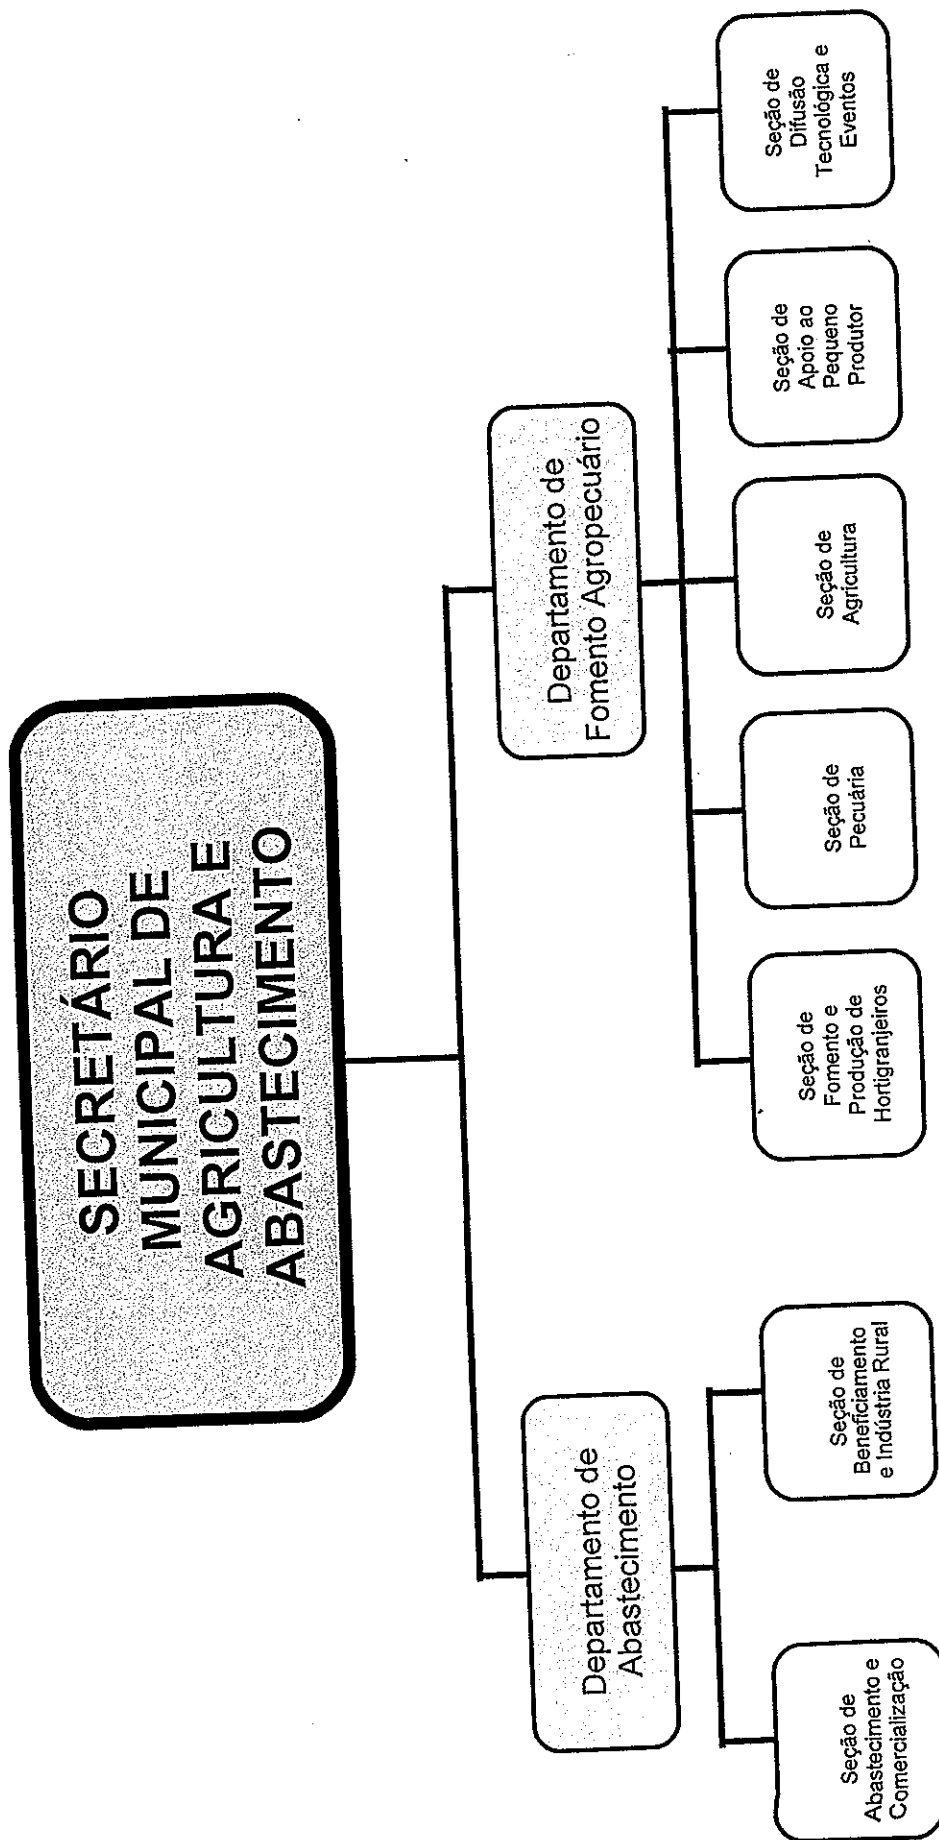 SECRETÁRIO
MUNICIPAL DE
AGRICULTURA E
ABASTECIMENTO
Departamento de
Abastecimento
Departamento de
Fomento Agropecuário
Seção de
Abastecimento e
Comercialização
Seção de
Beneficiamento
e Indústria Rural
Seção de
Fomento e
Produção de
Hortigranjeiros
Seção de
Pecuária
Seção de
Agricultura
Seção de
Apoio ao
Pequeno
Produtor
Seção de
Difusão
Tecnológica e
Eventos